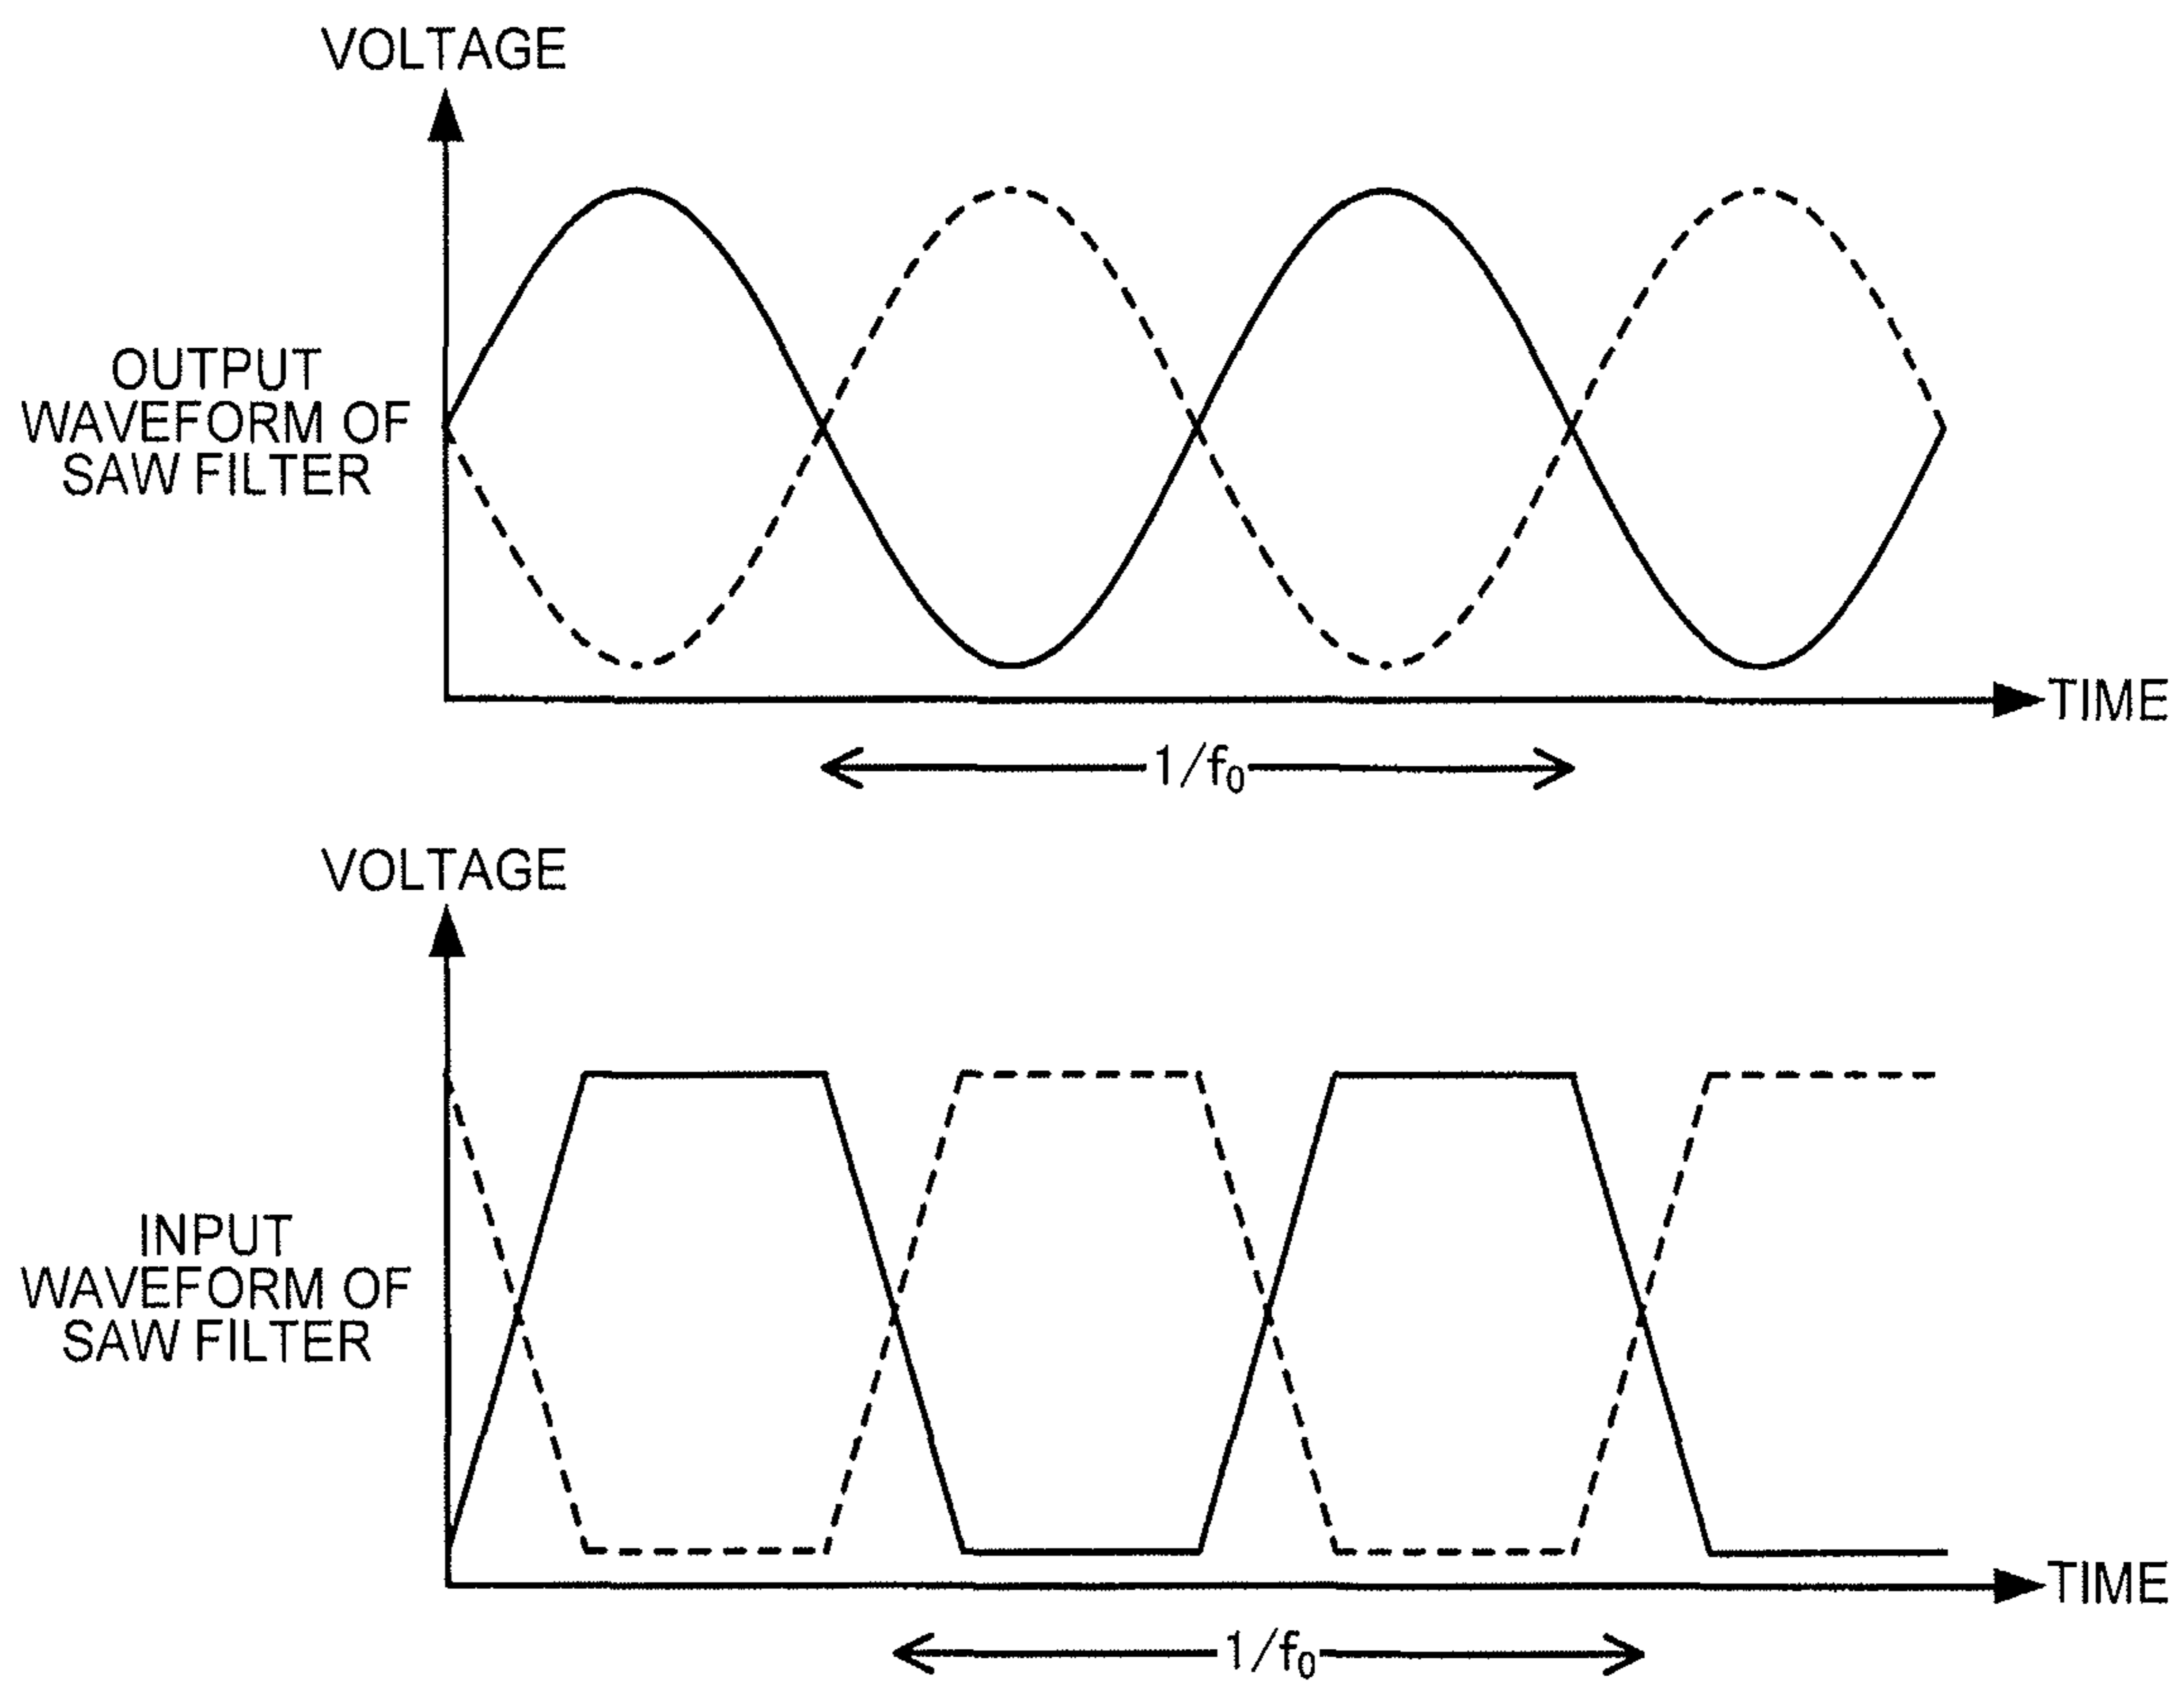 VOLTAGE
OUTPUT
WAVEFORM OF
SAW FILTER
TIME
1/f₀
VOLTAGE
INPUT
WAVEFORM OF
SAW FILTER
TIME
1/f₀